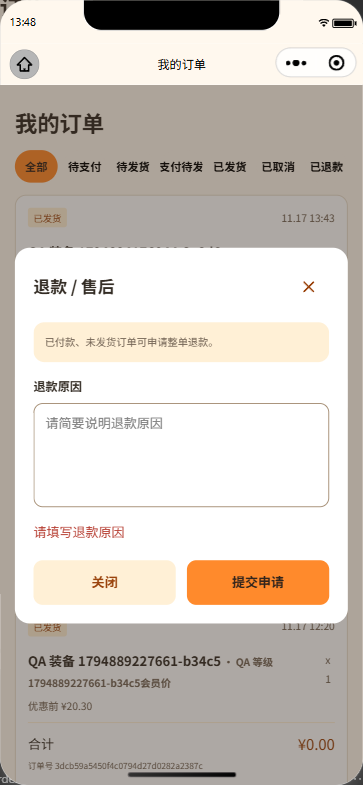 13:48
我的订单
我的订单
全部 待支付 待发货 支付待发 已发货 已取消 已退款
已发货 11.17 13:43
退款 / 售后
已付款、未发货订单可申请整单退款。
退款原因
请简要说明退款原因
请填写退款原因
关闭 提交申请
已发货 11.17 12:20
QA 装备 1794889227661-b34c5 · QA 等级 x
1794889227661-b34c5会员价 1
优惠前 ¥20.30
合计 ¥0.00
订单号 3dcb59a5450f4c0794d27d0282a2387c